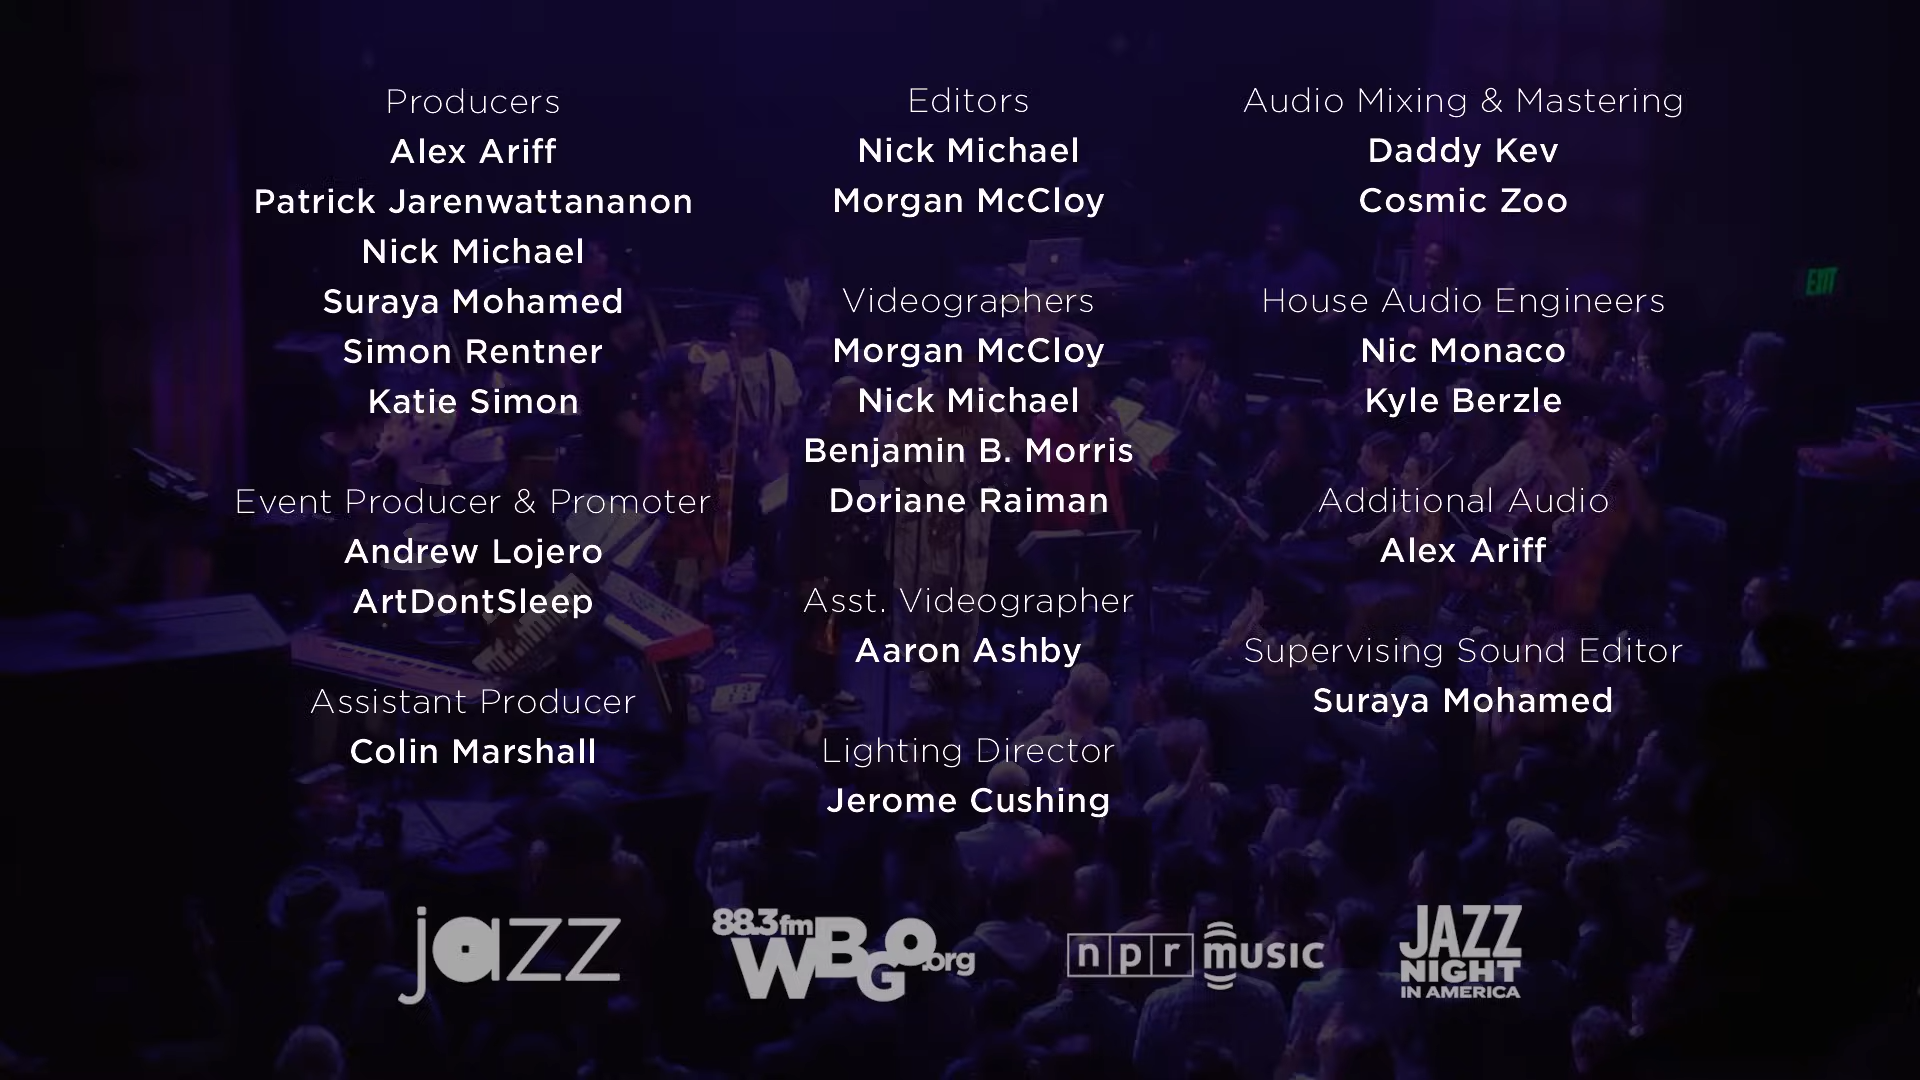 Producers
Alex Ariff
Patrick Jarenwattananon
Nick Michael
Suraya Mohamed
Simon Rentner
Katie Simon
Event Producer & Promoter
Andrew Lojero
ArtDontSleep
Assistant Producer
Colin Marshall
Editors
Nick Michael
Morgan McCloy
Videographers
Morgan McCloy
Nick Michael
Benjamin B. Morris
Doriane Raiman
Asst. Videographer
Aaron Ashby
Lighting Director
Jerome Cushing
Audio Mixing & Mastering
Daddy Kev
Cosmic Zoo
House Audio Engineers
Nic Monaco
Kyle Berzle
Additional Audio
Alex Ariff
Supervising Sound Editor
Suraya Mohamed
EXIT
jazz
88.3fm
WBGO.org
npr music
JAZZ
NIGHT
IN AMERICA